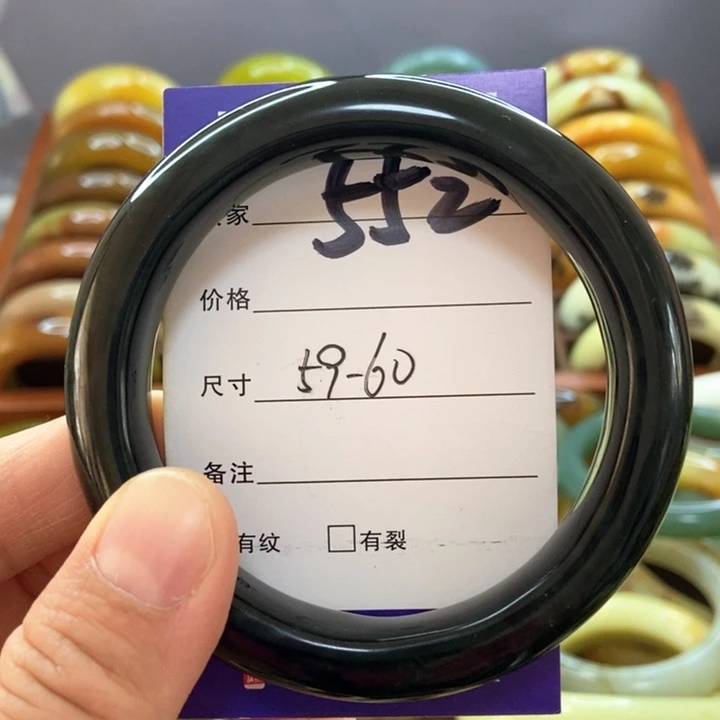 家 552
价格
尺寸 59-60
备注
有纹 □有裂